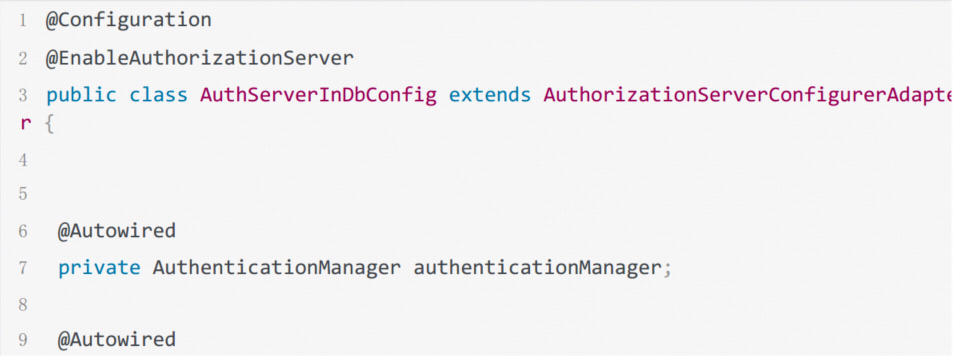 1 @Configuration
2 @EnableAuthorizationServer
3 public class AuthServerInDbConfig extends AuthorizationServerConfigurerAdapte
r {
4
5
6 @Autowired
7 private AuthenticationManager authenticationManager;
8
9 @Autowired